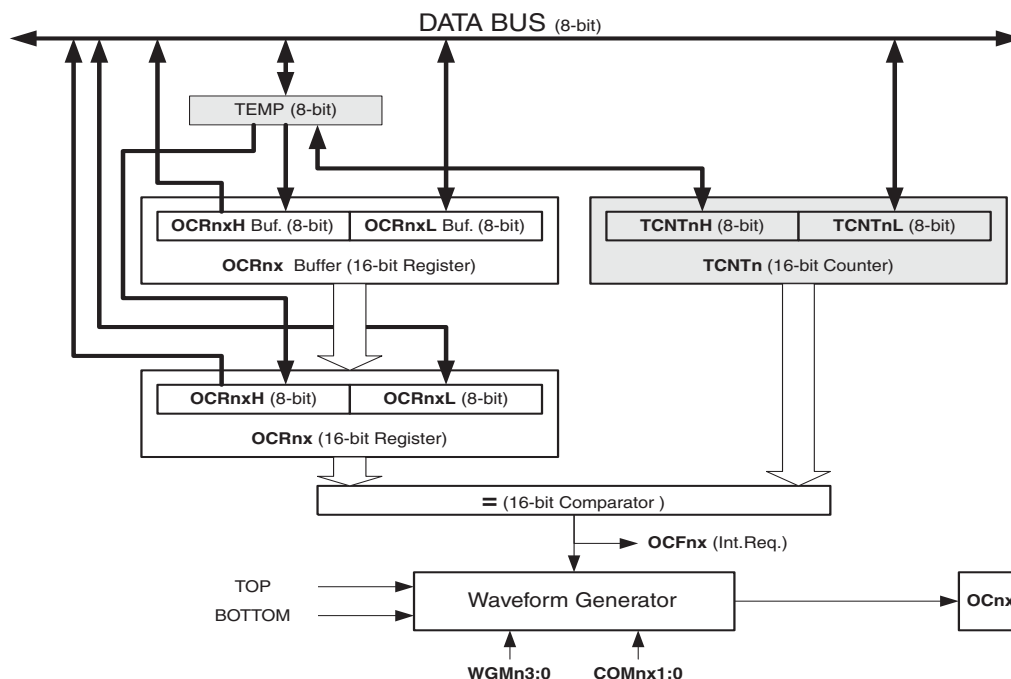 DATA BUS (8-bit)
TEMP (8-bit)
OCRnxH Buf. (8-bit) OCRnxL Buf. (8-bit)
OCRnx Buffer (16-bit Register)
TCNTnH (8-bit) TCNTnL (8-bit)
TCNTn (16-bit Counter)
OCRnxH (8-bit) OCRnxL (8-bit)
OCRnx (16-bit Register)
= (16-bit Comparator )
OCFnx (Int.Req.)
TOP
BOTTOM
Waveform Generator
OCnx
WGMn3:0 COMnx1:0